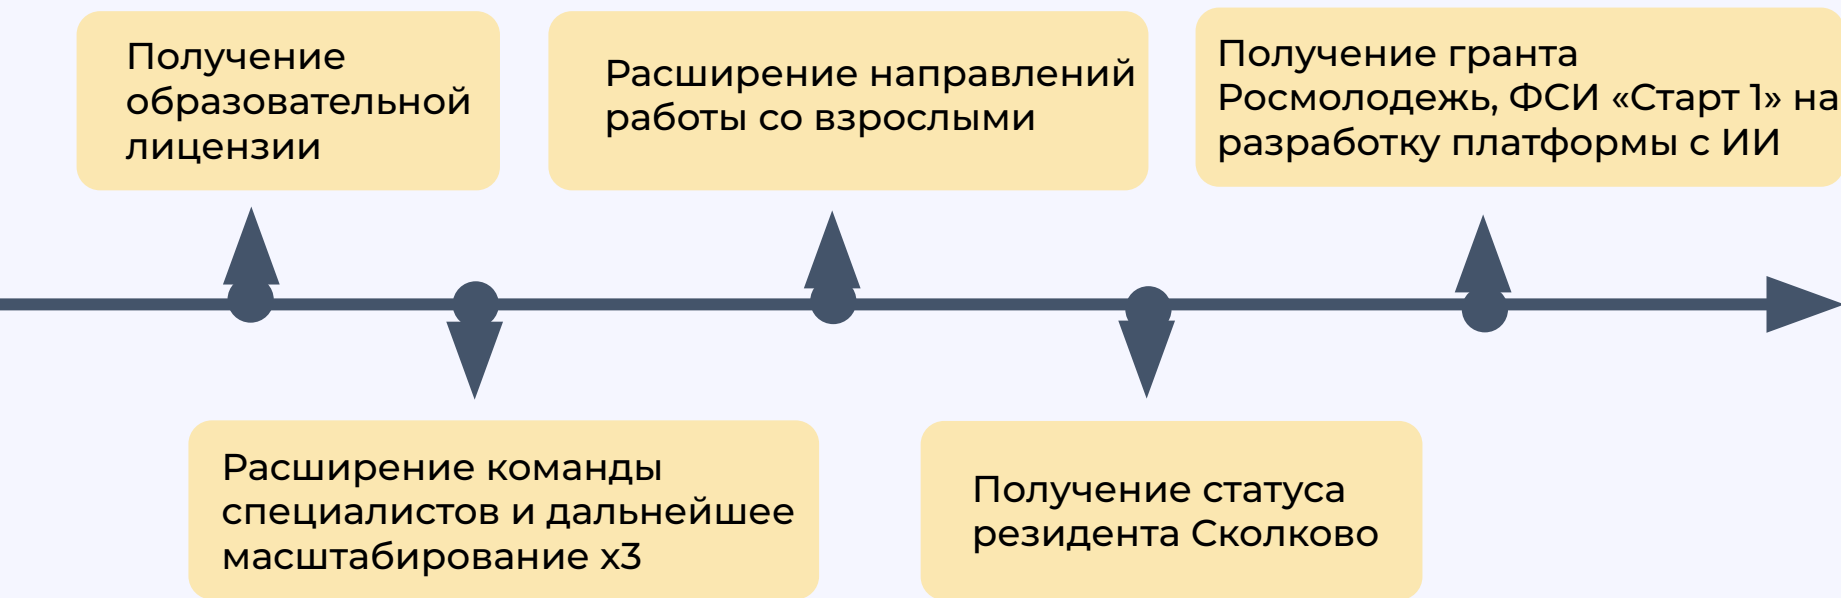 Получение
образовательной
лицензии
Расширение направлений
работы со взрослыми
Получение гранта
Росмолодежь, ФСИ «Старт 1» на
разработку платформы с ИИ
Расширение команды
специалистов и дальнейшее
масштабирование х3
Получение статуса
резидента Сколково